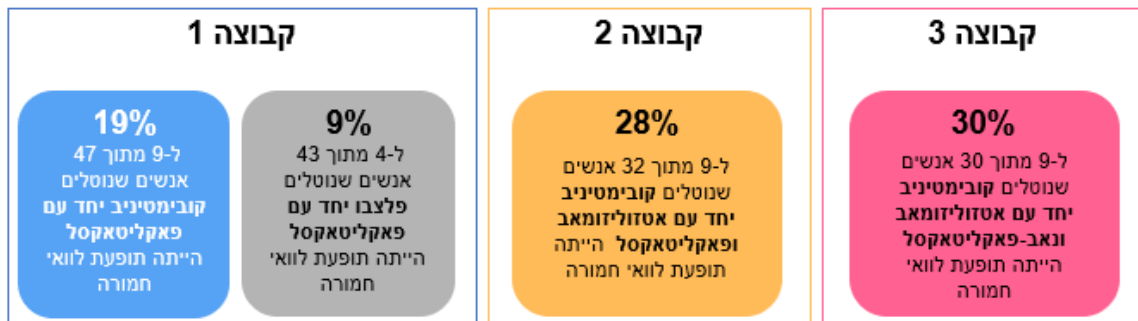 קבוצה 1
19%
ל-9 מתוך 47
אנשים שנוטלים
קובימטיניב יחד עם
פאקליטאקסל
הייתה תופעת לוואי
חמורה
9%
ל-4 מתוך 43
אנשים שנוטלים
פלצבו יחד עם
פאקליטאקסל
הייתה תופעת לוואי
חמורה
קבוצה 2
28%
ל-9 מתוך 32 אנשים
שנוטלים קובימטיניב
יחד עם אטזוליזומאב
ופאקליטאקסל הייתה
תופעת לוואי חמורה
קבוצה 3
30%
ל-9 מתוך 30 אנשים
שנוטלים קובימטיניב
יחד עם אטזוליזומאב
ונאב-פאקליטאקסל
הייתה תופעת לוואי
חמורה